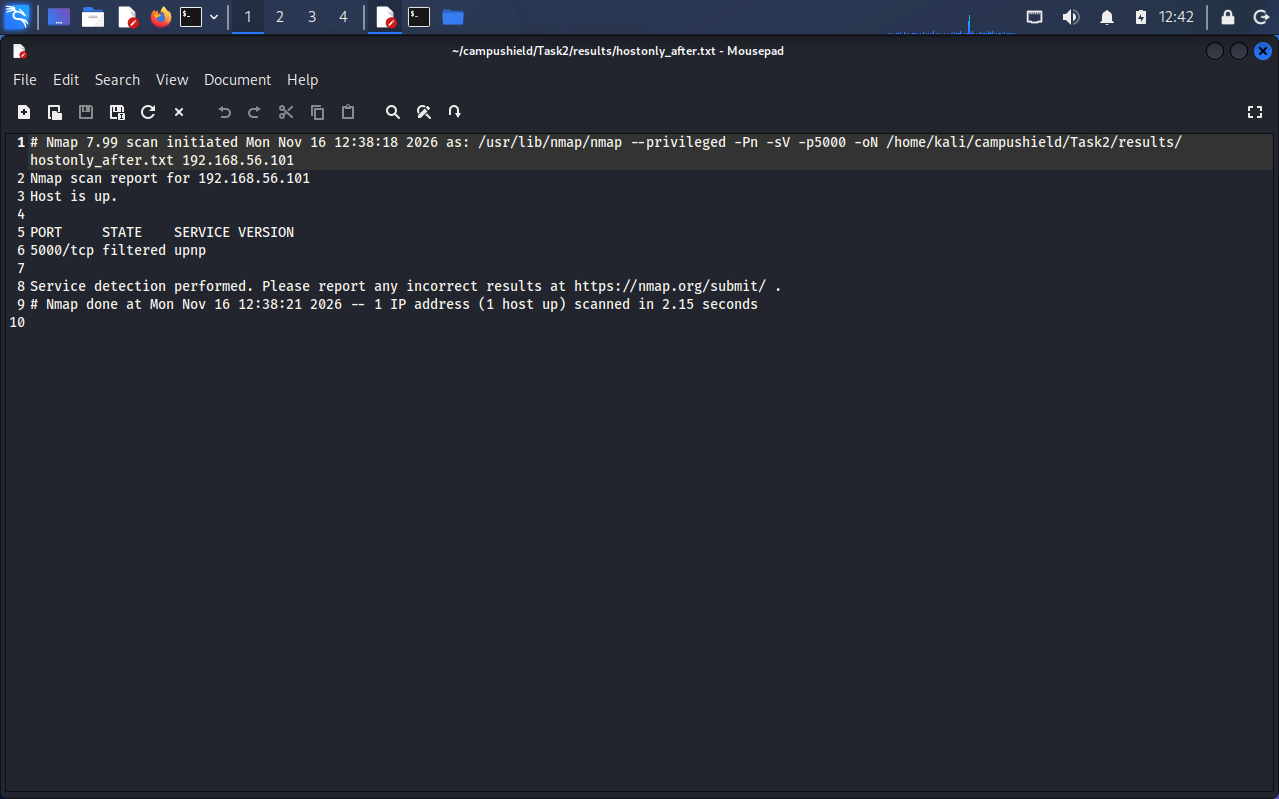 1 2 3 4 12:42
~/campushield/Task2/results/hostonly_after.txt - Mousepad
File Edit Search View Document Help
1 # Nmap 7.99 scan initiated Mon Nov 16 12:38:18 2026 as: /usr/lib/nmap/nmap --privileged -Pn -sV -p5000 -oN /home/kali/campushield/Task2/results/
hostonly_after.txt 192.168.56.101
2 Nmap scan report for 192.168.56.101
3 Host is up.
4
5 PORT     STATE    SERVICE VERSION
6 5000/tcp filtered upnp
7
8 Service detection performed. Please report any incorrect results at https://nmap.org/submit/ .
9 # Nmap done at Mon Nov 16 12:38:21 2026 -- 1 IP address (1 host up) scanned in 2.15 seconds
10